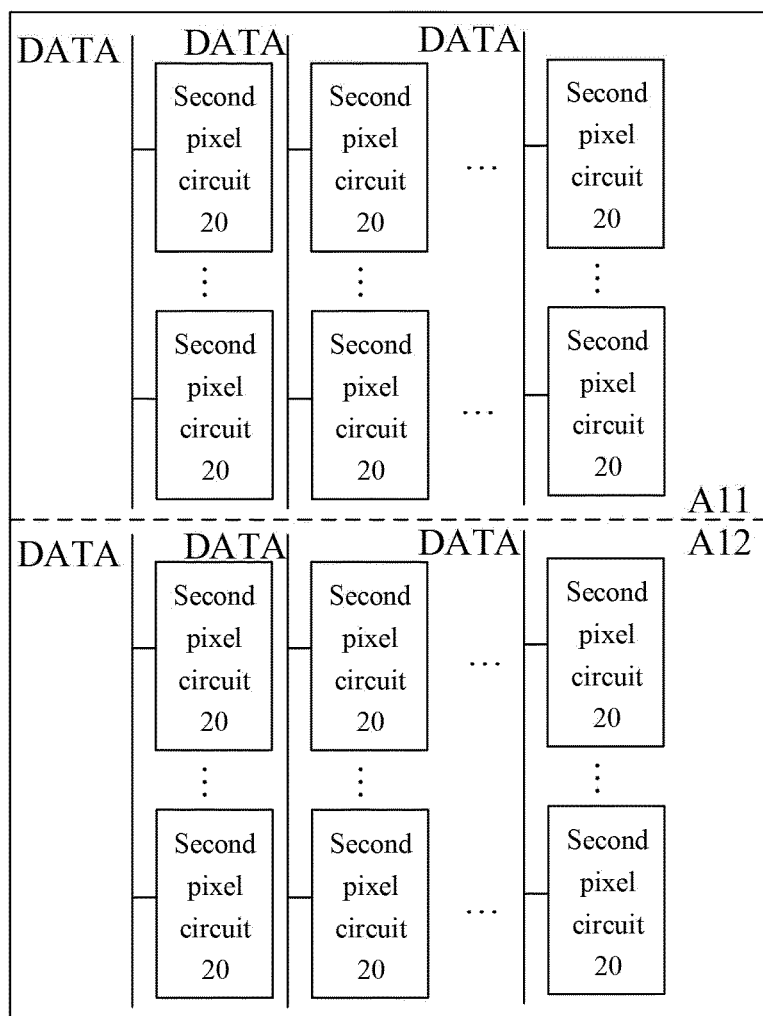 DATA DATA DATA
Second Second Second
pixel pixel pixel
circuit circuit ... circuit
20 20 20
Second Second Second
pixel pixel pixel
circuit circuit ... circuit
20 20 20
A11
DATA DATA DATA A12
Second Second Second
pixel pixel pixel
circuit circuit ... circuit
20 20 20
Second Second Second
pixel pixel pixel
circuit circuit ... circuit
20 20 20